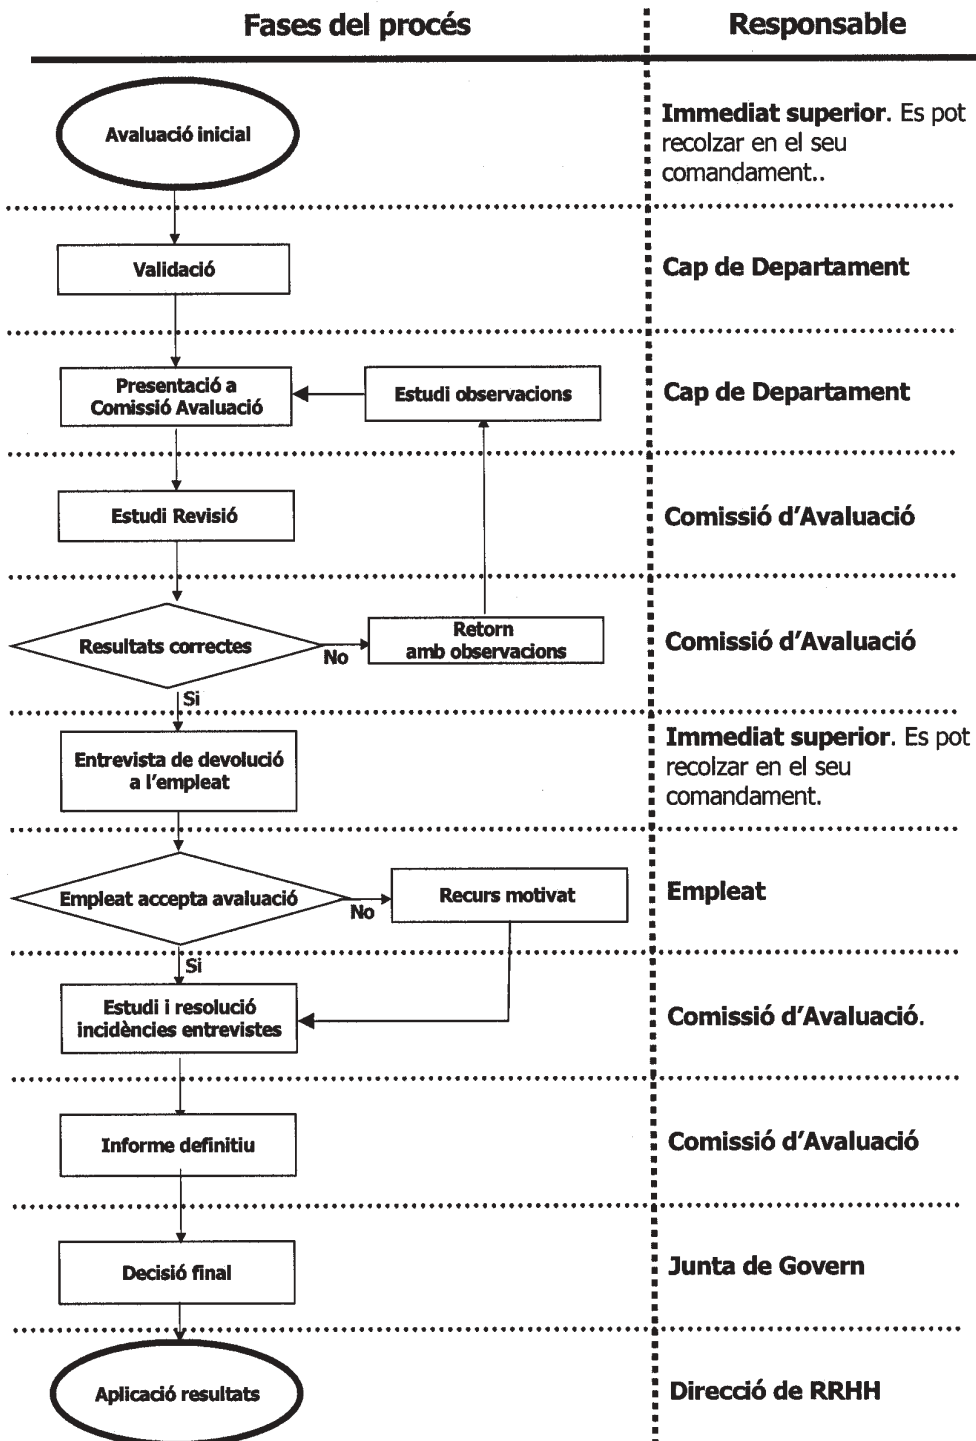 Fases del procés
Responsable
Avaluació inicial
Immediat superior. Es pot
recolzar en el seu
comandament..
Validació
Cap de Departament
Presentació a
Comissió Avaluació
Estudi observacions
Cap de Departament
Estudi Revisió
Comissió d'Avaluació
Resultats correctes
No
Retorn
amb observacions
Comissió d'Avaluació
Si
Entrevista de devolució
a l'empleat
Immediat superior. Es pot
recolzar en el seu
comandament.
Empleat accepta avaluació
No
Recurs motivat
Empleat
Si
Estudi i resolució
incidències entrevistes
Comissió d'Avaluació.
Informe definitiu
Comissió d'Avaluació
Decisió final
Junta de Govern
Aplicació resultats
Direcció de RRHH